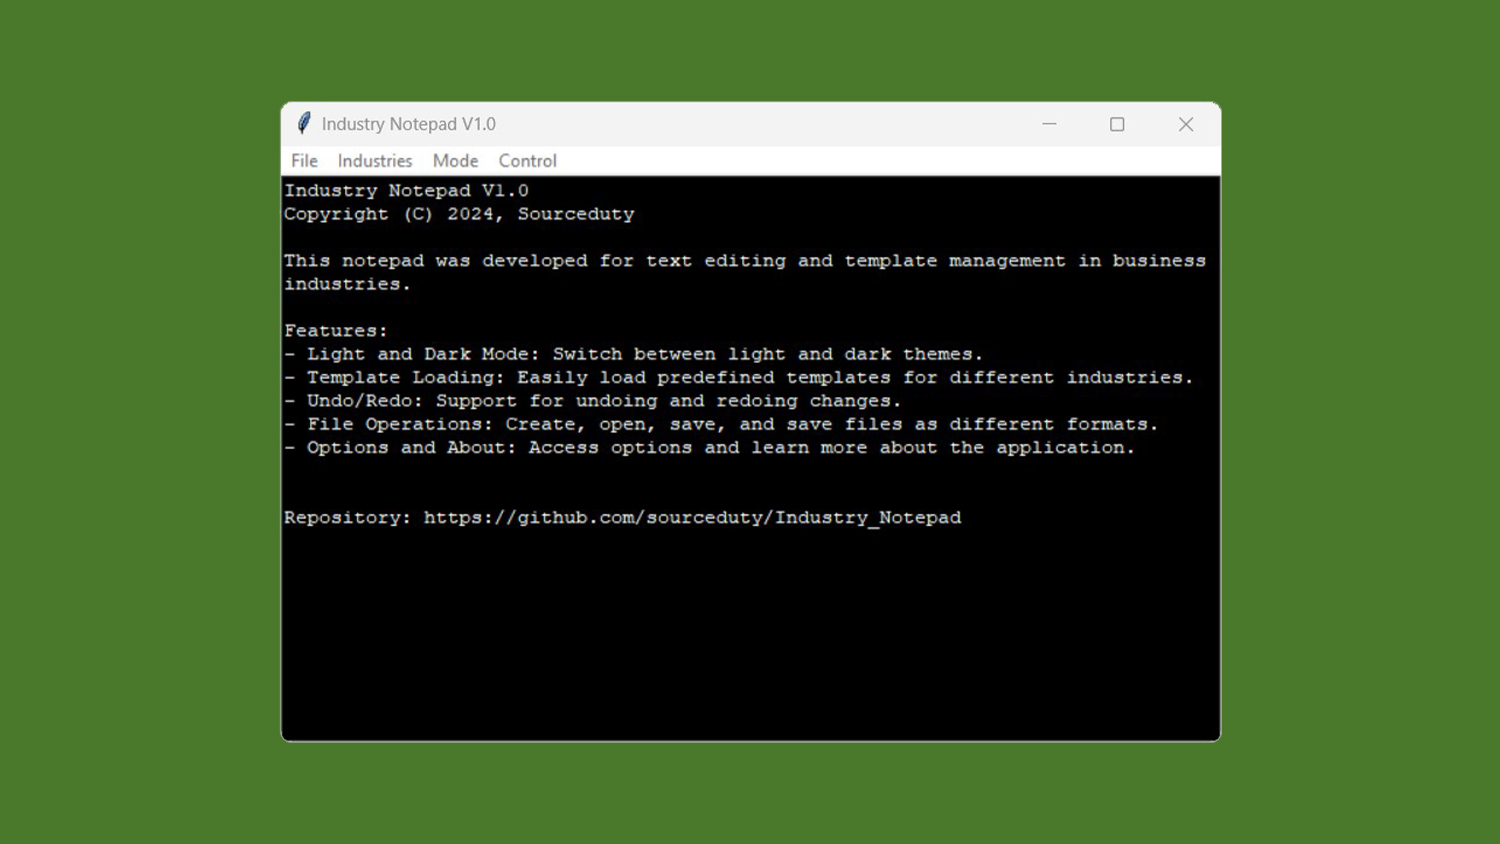 Industry Notepad V1.0
File Industries Mode Control
Industry Notepad V1.0
Copyright (C) 2024, Sourceduty
This notepad was developed for text editing and template management in business
industries.
Features:
- Light and Dark Mode: Switch between light and dark themes.
- Template Loading: Easily load predefined templates for different industries.
- Undo/Redo: Support for undoing and redoing changes.
- File Operations: Create, open, save, and save files as different formats.
- Options and About: Access options and learn more about the application.
Repository: https://github.com/sourceduty/Industry_Notepad